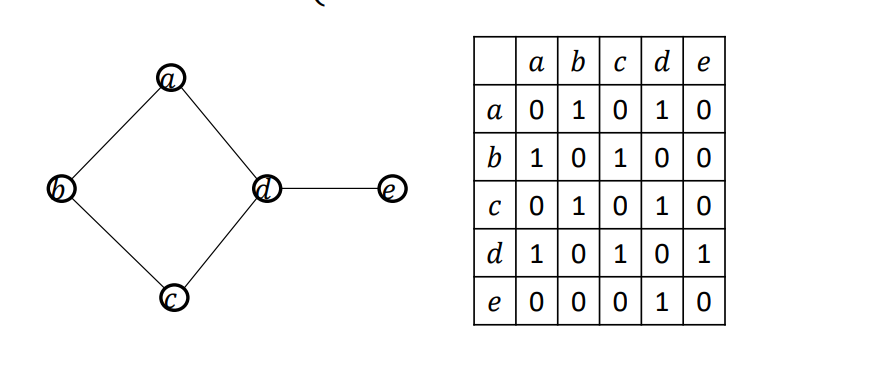 a
b
d
e
c
a b c d e
a 0 1 0 1 0
b 1 0 1 0 0
c 0 1 0 1 0
d 1 0 1 0 1
e 0 0 0 1 0